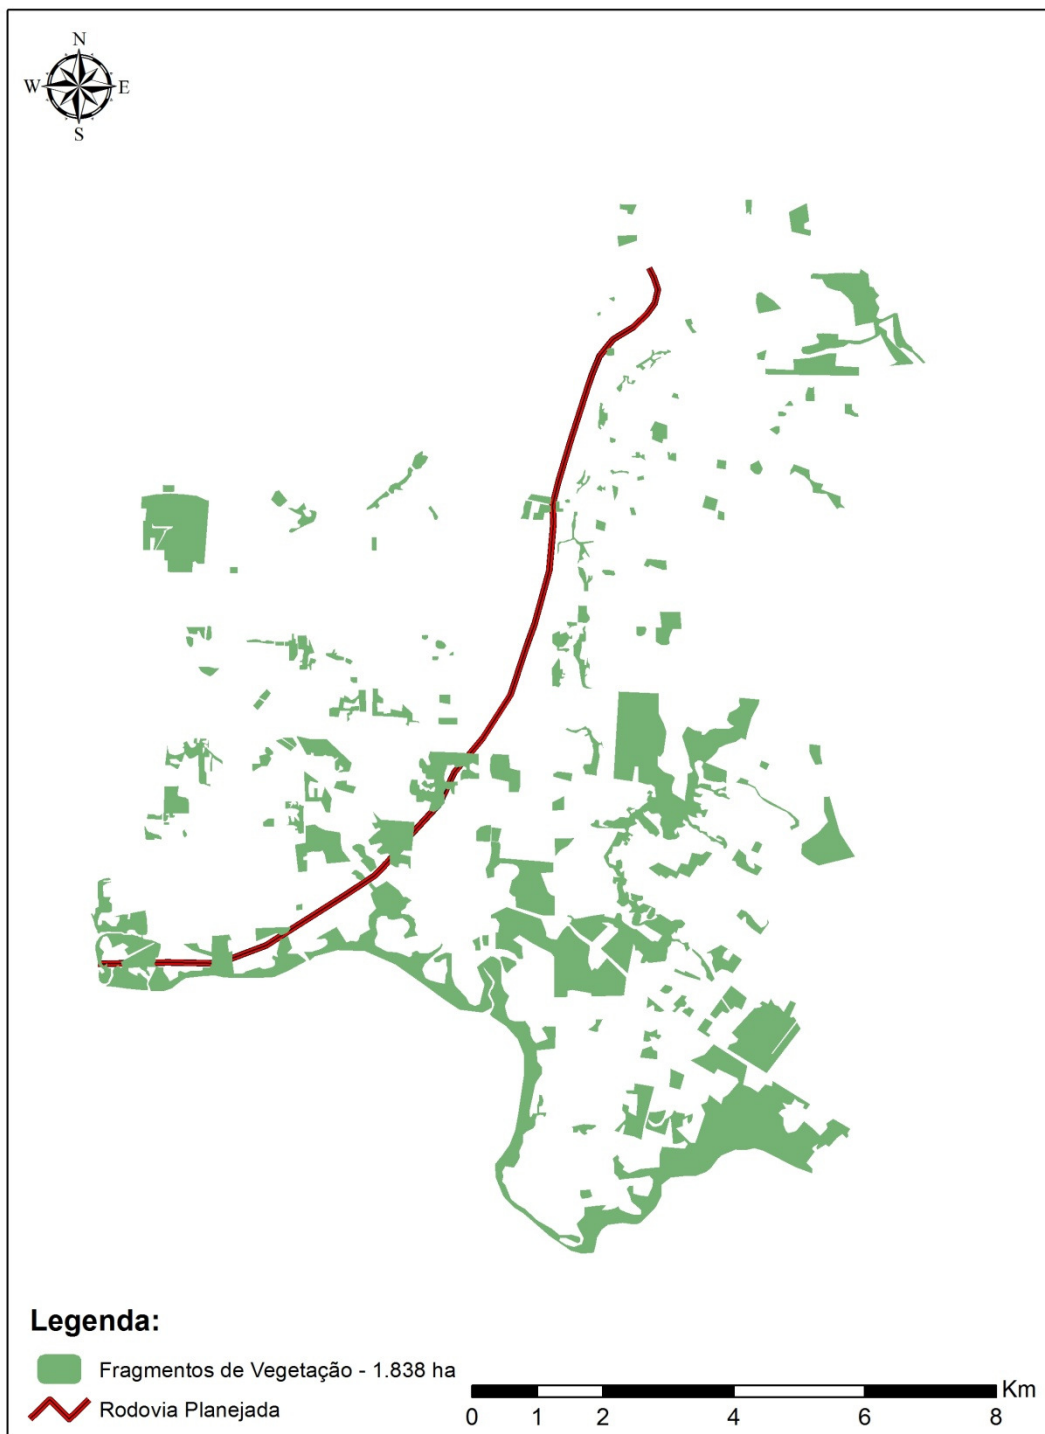 N
W E
S
Legenda:
Fragmentos de Vegetação - 1.838 ha
Rodovia Planejada
Km
0 1 2 4 6 8